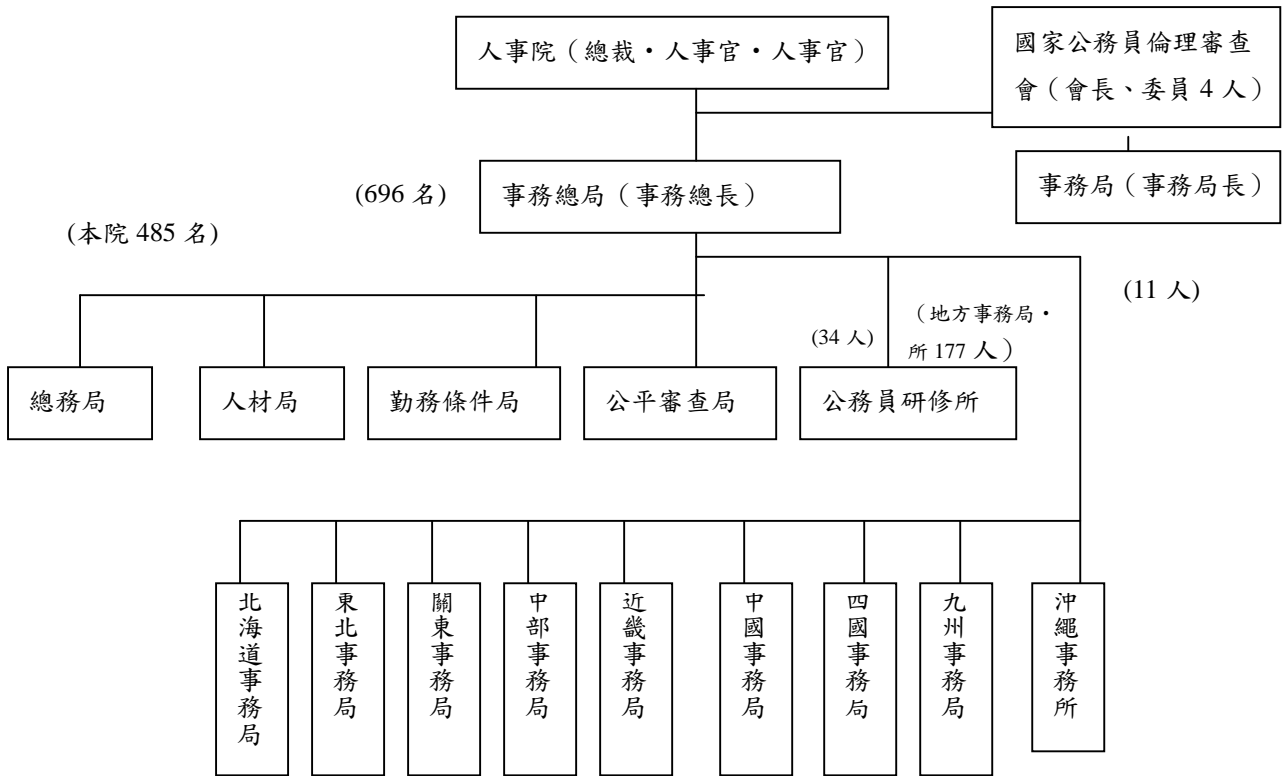 人事院（總裁・人事官・人事官）
國家公務員倫理審查
會（會長、委員 4 人）
(696 名)
事務總局（事務總長）
事務局（事務局長）
(本院 485 名)
(11 人)
(34 人)
（地方事務局・
所 177 人）
總務局
人材局
勤務條件局
公平審查局
公務員研修所
北海道事務局
東北事務局
關東事務局
中部事務局
近畿事務局
中國事務局
四國事務局
九州事務局
沖繩事務所